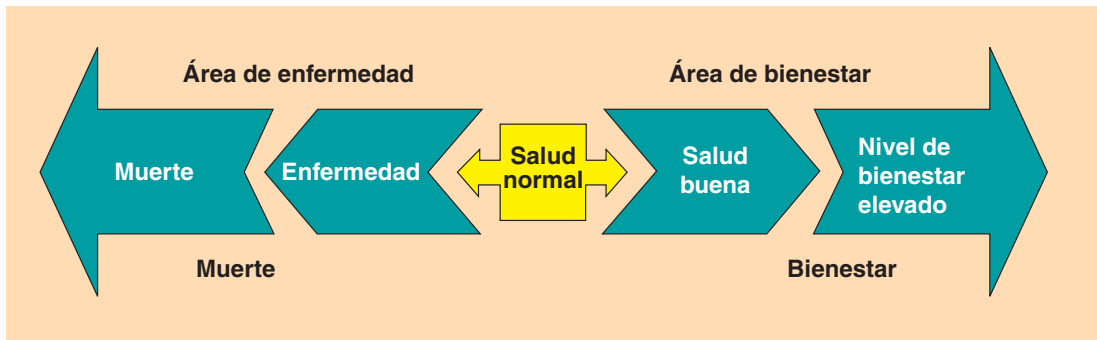 Área de enfermedad
Área de bienestar
Muerte
Enfermedad
Salud
normal
Salud
buena
Nivel de
bienestar
elevado
Muerte
Bienestar